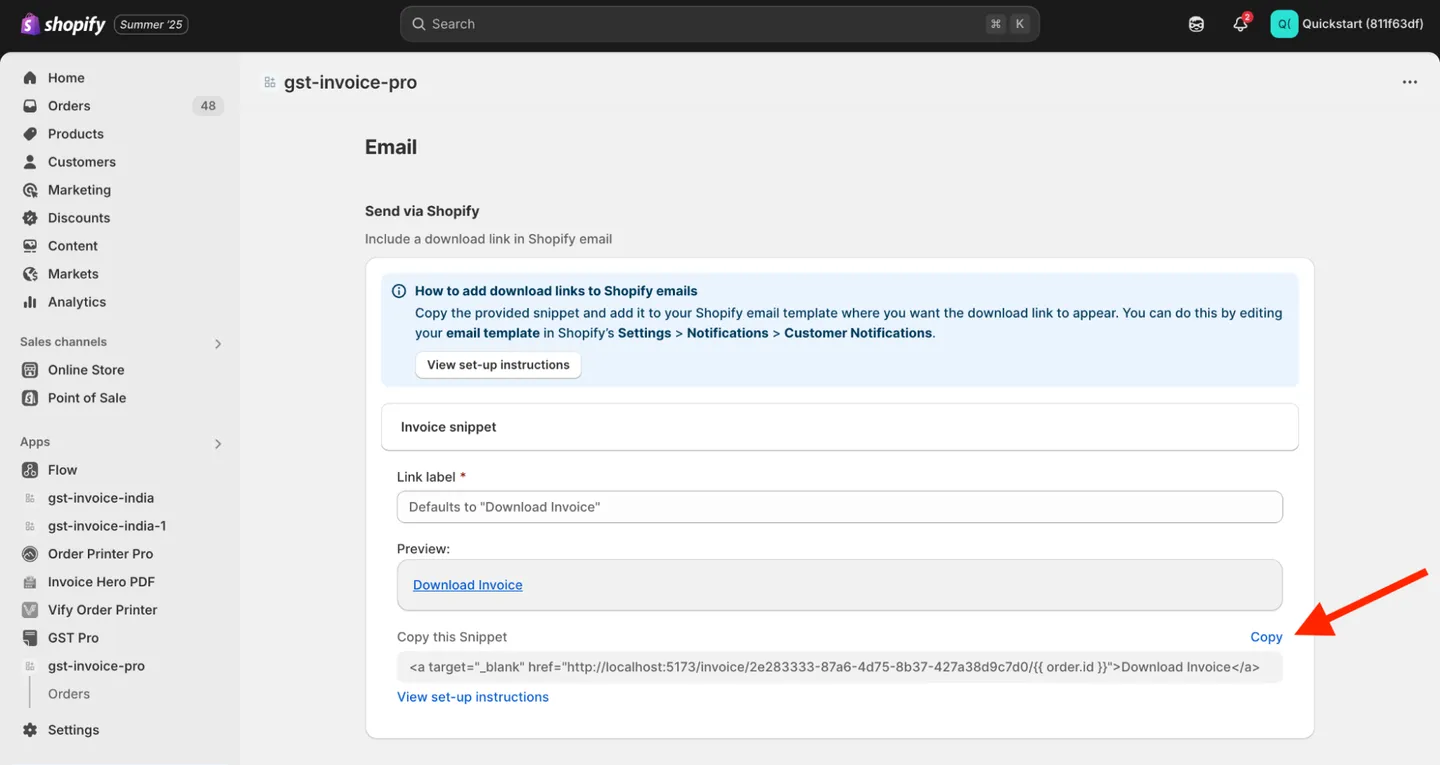 shopify Summer '25
Search
⌘ K
2
Q( Quickstart (811f63df)
Home
Orders 48
Products
Customers
Marketing
Discounts
Content
Markets
Analytics
Sales channels
Online Store
Point of Sale
Apps
Flow
gst-invoice-india
gst-invoice-india-1
Order Printer Pro
Invoice Hero PDF
Vify Order Printer
GST Pro
gst-invoice-pro
Orders
Settings
gst-invoice-pro
Email
Send via Shopify
Include a download link in Shopify email
How to add download links to Shopify emails
Copy the provided snippet and add it to your Shopify email template where you want the download link to appear. You can do this by editing
your email template in Shopify's Settings > Notifications > Customer Notifications.
View set-up instructions
Invoice snippet
Link label *
Defaults to "Download Invoice"
Preview:
Download Invoice
Copy this Snippet Copy
<a target="_blank" href="http://localhost:5173/invoice/2e283333-87a6-4d75-8b37-427a38d9c7d0/{{ order.id }}">Download Invoice</a>
View set-up instructions